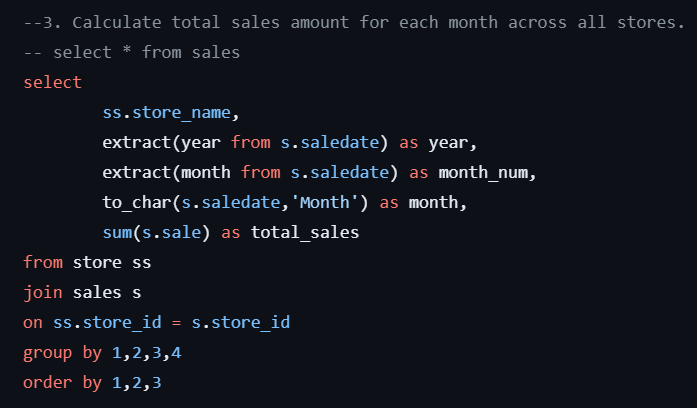 --3. Calculate total sales amount for each month across all stores.
-- select * from sales
select
ss.store_name,
extract(year from s.saledate) as year,
extract(month from s.saledate) as month_num,
to_char(s.saledate,'Month') as month,
sum(s.sale) as total_sales
from store ss
join sales s
on ss.store_id = s.store_id
group by 1,2,3,4
order by 1,2,3